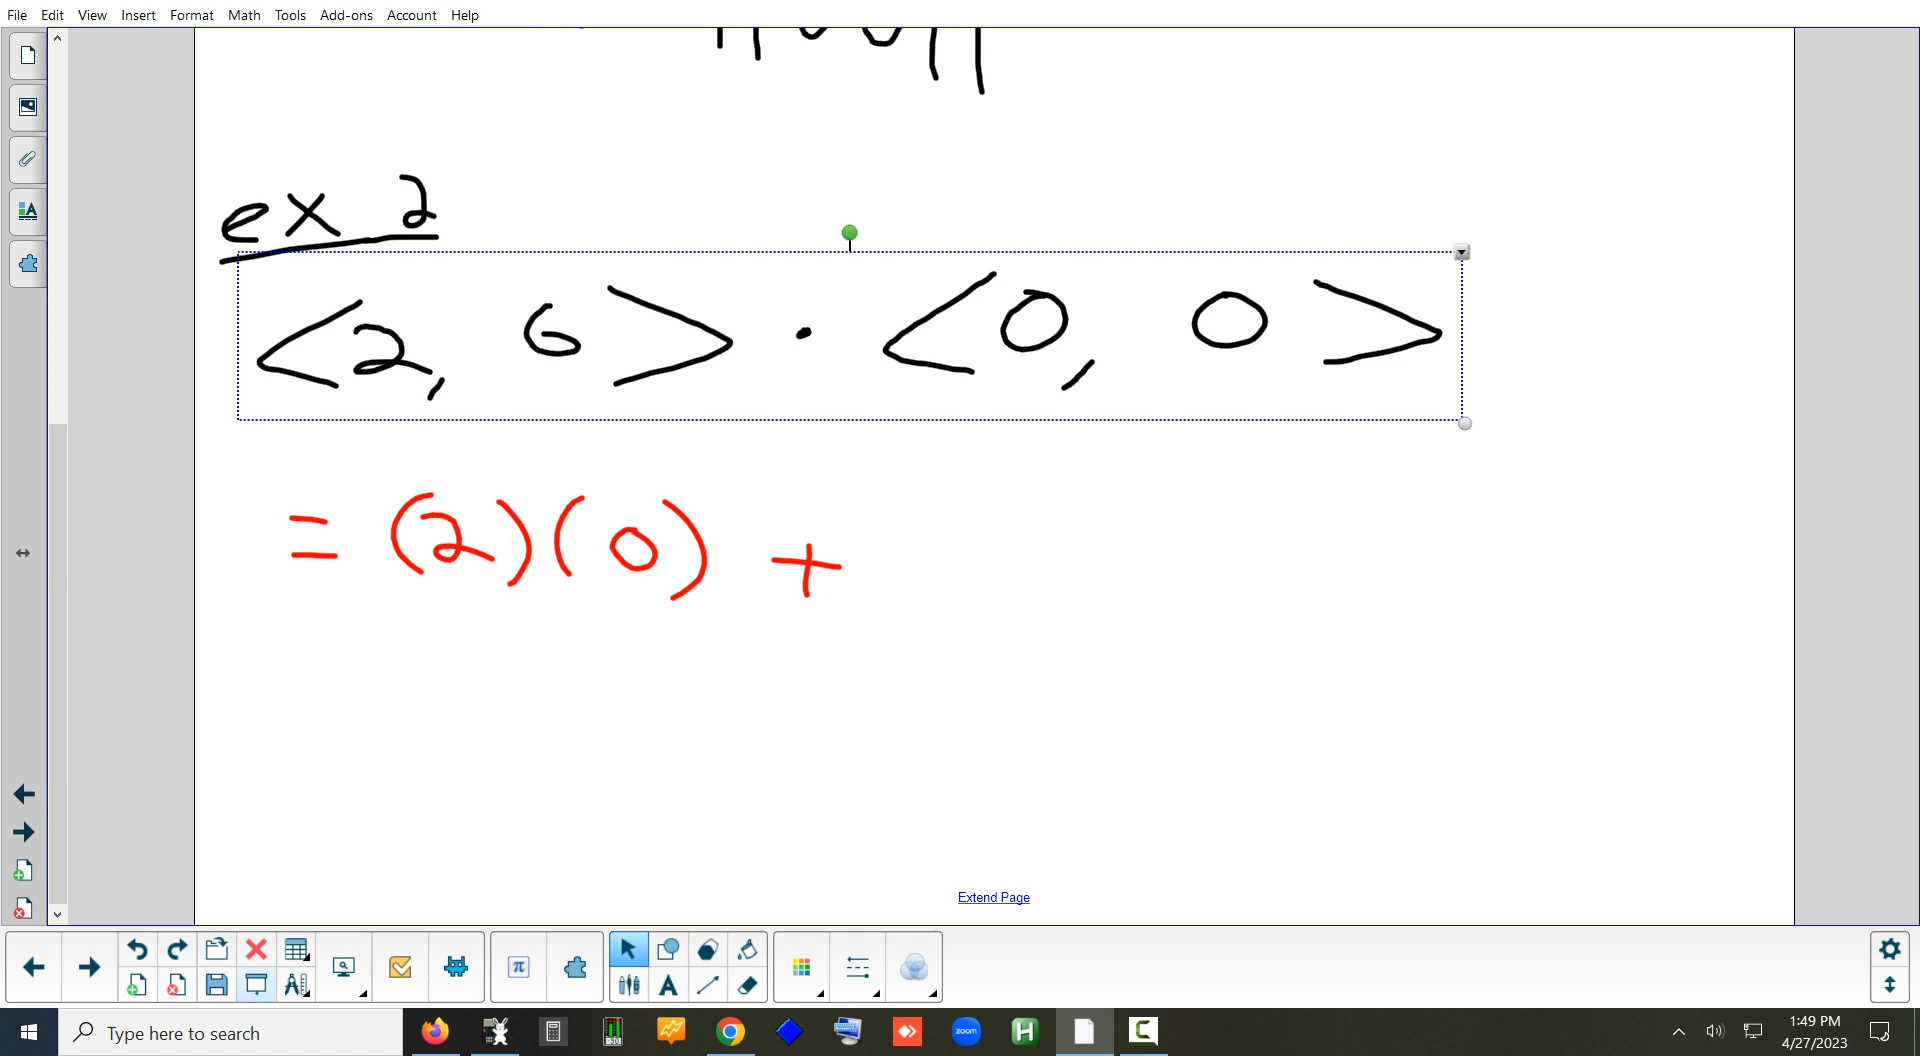 File Edit View Insert Format Math Tools Add-ons Account Help
ex 2
<2, 6> · <0, 0>
= (2)(0) +
Extend Page
Type here to search
zoom
1:49 PM
4/27/2023